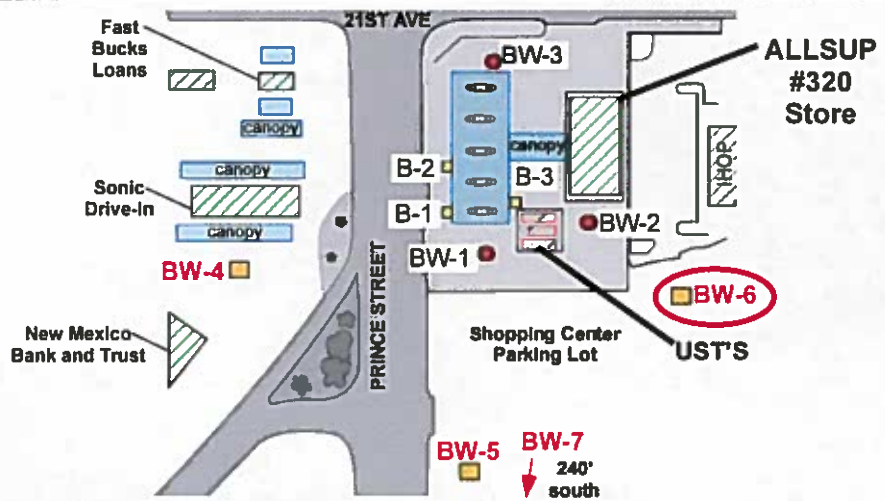 21ST AVE
Fast
Bucks
Loans
BW-3
ALLSUP
#320
Store
canopy
canopy
canopy
B-2
B-3
IHOP
Sonic
Drive-In
B-1
BW-2
canopy
BW-1
BW-4
BW-6
PRINCE STREET
New Mexico
Bank and Trust
Shopping Center
Parking Lot
UST'S
BW-5
BW-7
240'
south